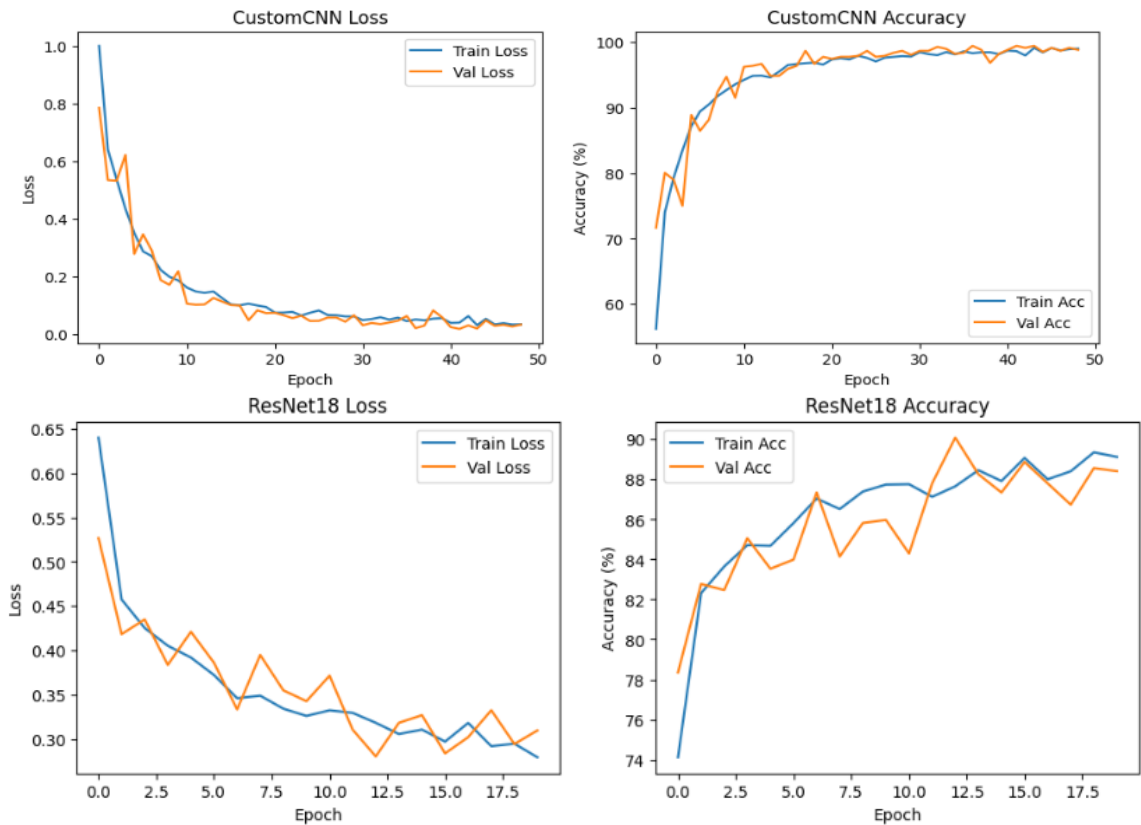 CustomCNN Loss
1.0
0.8
0.6
0.4
0.2
0.0
Loss
Train Loss
Val Loss
0
10
20
30
40
50
Epoch
CustomCNN Accuracy
100
90
80
70
60
Accuracy (%)
Train Acc
Val Acc
0
10
20
30
40
50
Epoch
ResNet18 Loss
0.65
0.60
0.55
0.50
0.45
0.40
0.35
0.30
Loss
Train Loss
Val Loss
0.0
2.5
5.0
7.5
10.0
12.5
15.0
17.5
Epoch
ResNet18 Accuracy
90
88
86
84
82
80
78
76
74
Accuracy (%)
Train Acc
Val Acc
0.0
2.5
5.0
7.5
10.0
12.5
15.0
17.5
Epoch